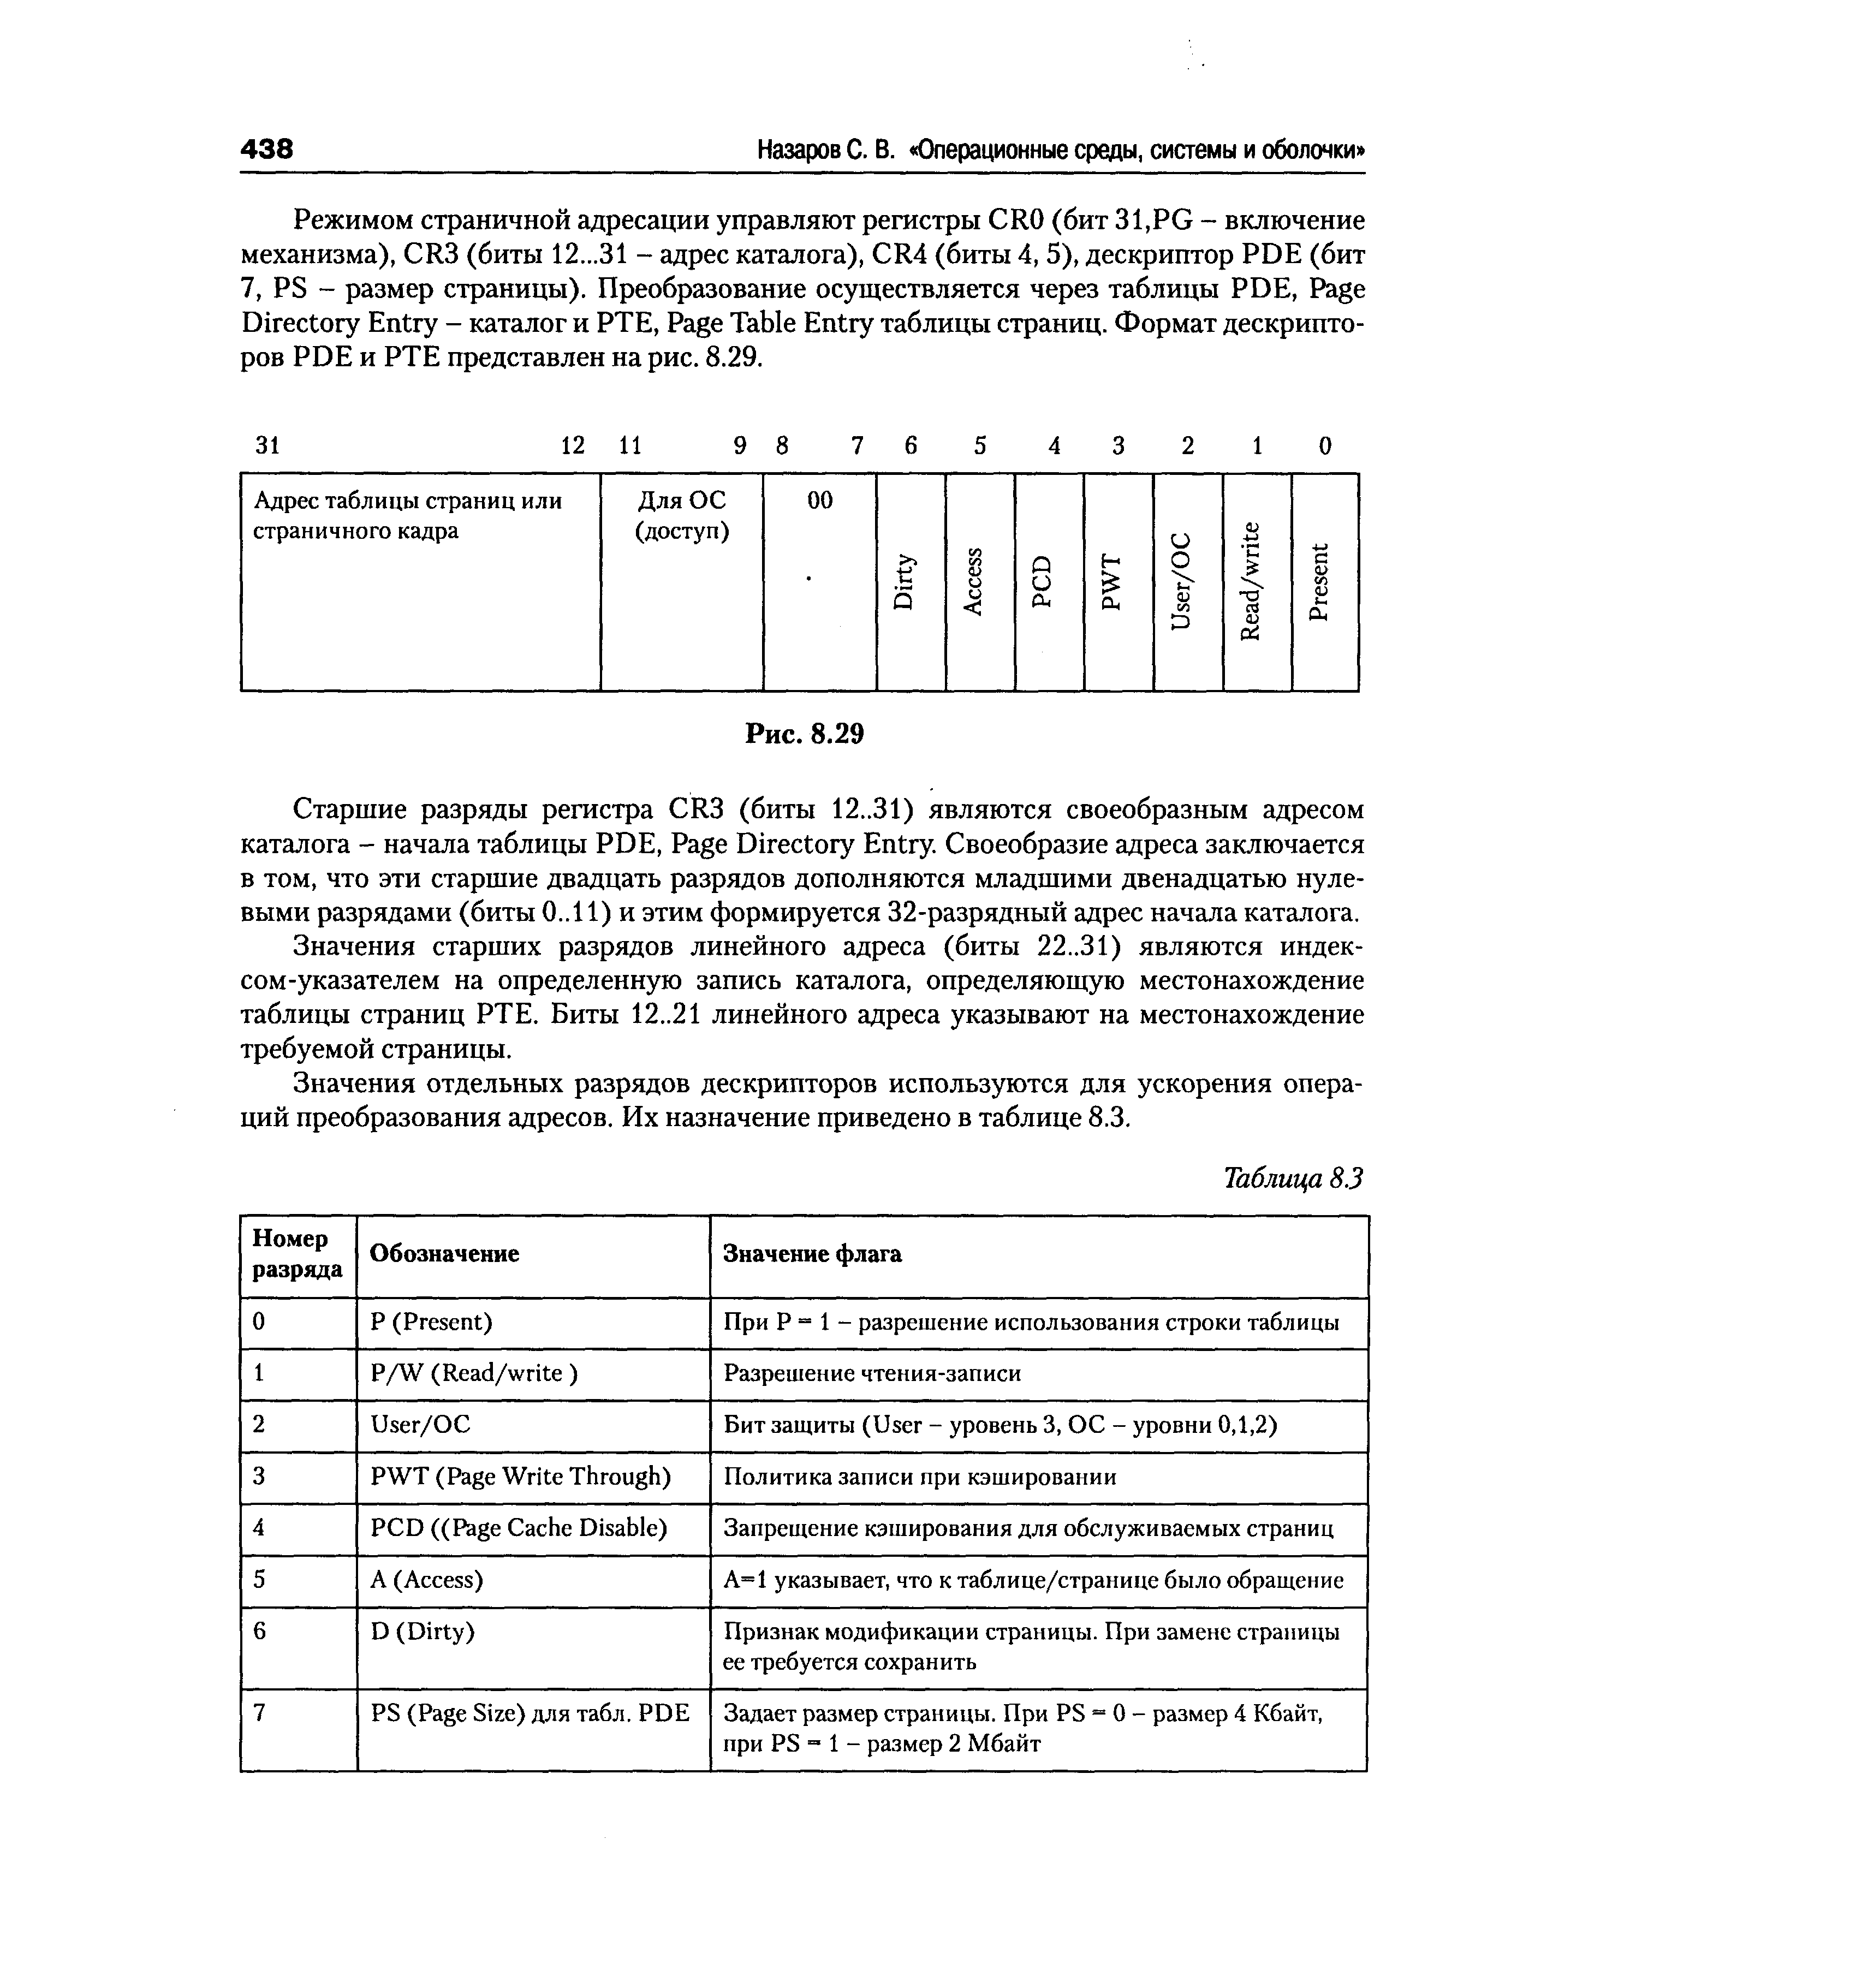 438
Назаров С. В. «Операционные среды, системы и оболочки»
Режимом страничной адресации управляют регистры CR0 (бит 31,PG – включение
механизма), CR3 (биты 12...31 – адрес каталога), CR4 (биты 4, 5), дескриптор PDE (бит
7, PS – размер страницы). Преобразование осуществляется через таблицы PDE, Page
Directory Entry – каталог и PTE, Page Table Entry таблицы страниц. Формат дескрипто-
ров PDE и PTE представлен на рис. 8.29.
31 12 11 9 8 7 6 5 4 3 2 1 0
Адрес таблицы страниц или
страничного кадра
Для ОС
(доступ)
00
Dirty
Access
PCD
PWT
User/ОС
Read/write
Present
Рис. 8.29
Старшие разряды регистра CR3 (биты 12..31) являются своеобразным адресом
каталога – начала таблицы PDE, Page Directory Entry. Своеобразие адреса заключается
в том, что эти старшие двадцать разрядов дополняются младшими двенадцатью нуле-
выми разрядами (биты 0..11) и этим формируется 32-разрядный адрес начала каталога.
Значения старших разрядов линейного адреса (биты 22..31) являются индек-
сом-указателем на определенную запись каталога, определяющую местонахождение
таблицы страниц PTE. Биты 12..21 линейного адреса указывают на местонахождение
требуемой страницы.
Значения отдельных разрядов дескрипторов используются для ускорения опера-
ций преобразования адресов. Их назначение приведено в таблице 8.3.
Таблица 8.3
Номер
разряда
Обозначение
Значение флага
0
P (Present)
При P = 1 – разрешение использования строки таблицы
1
P/W (Read/write )
Разрешение чтения-записи
2
User/ОС
Бит защиты (User – уровень 3, ОС – уровни 0,1,2)
3
PWT (Page Write Through)
Политика записи при кэшировании
4
PCD ((Page Cache Disable)
Запрещение кэширования для обслуживаемых страниц
5
A (Access)
A=1 указывает, что к таблице/странице было обращение
6
D (Dirty)
Признак модификации страницы. При замене страницы
ее требуется сохранить
7
PS (Page Size) для табл. PDE
Задает размер страницы. При PS = 0 – размер 4 Кбайт,
при PS = 1 – размер 2 Мбайт